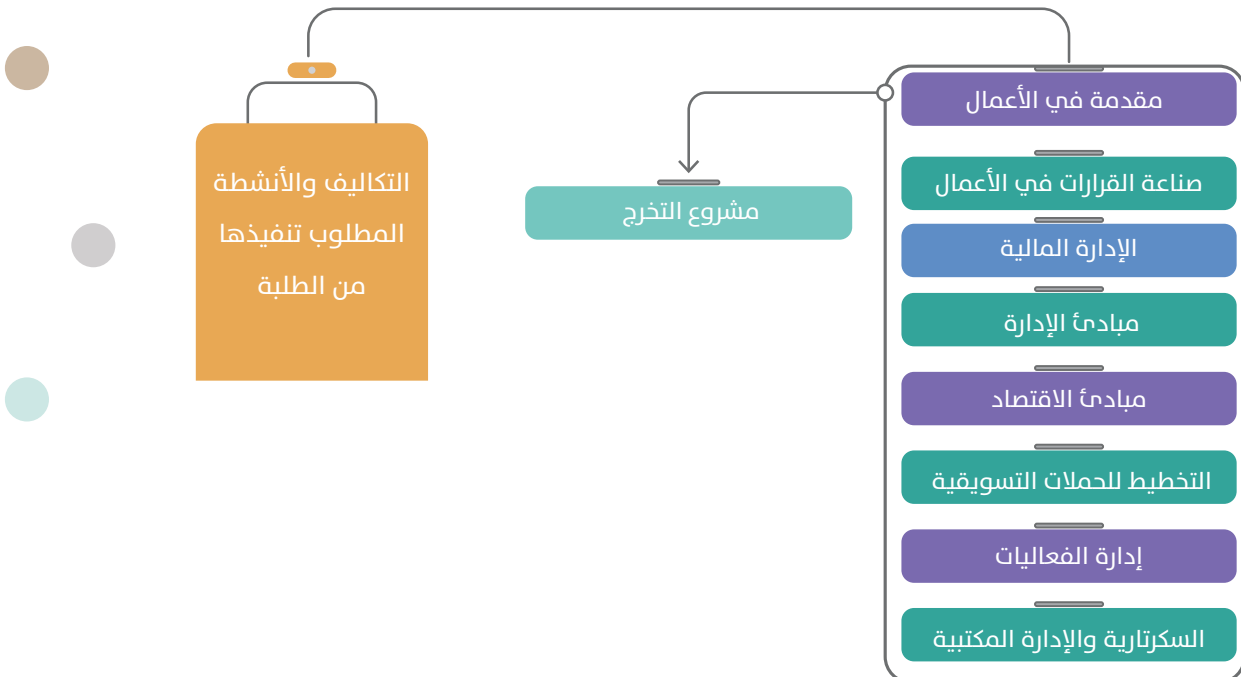 مقدمة في الأعمال
صناعة القرارات في الأعمال
الإدارة المالية
مبادئ الإدارة
مبادئ الاقتصاد
التخطيط للحملات التسويقية
إدارة الفعاليات
السكرتارية والإدارة المكتبية
مشروع التخرج
التكاليف والأنشطة
المطلوب تنفيذها
من الطلبة